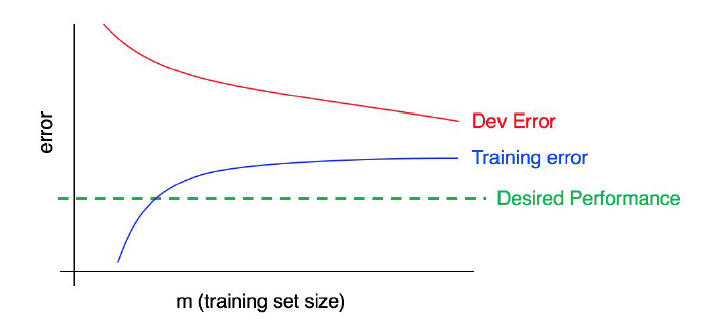 error
Dev Error
Training error
Desired Performance
m (training set size)